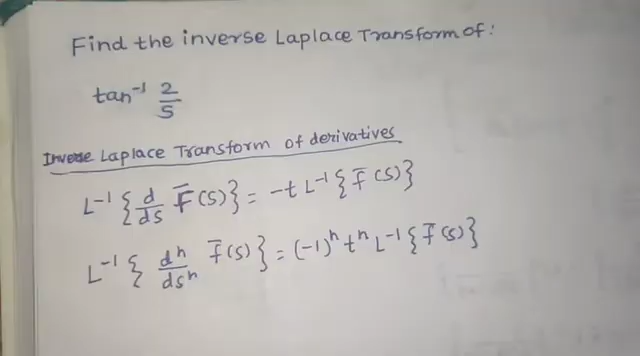 Find the inverse Laplace Transform of:
tan⁻¹ 2/s
Inverse Laplace Transform of derivatives
L⁻¹ { d/ds F̅(s)} = -t L⁻¹ { F̅(s)}
L⁻¹ { dⁿ/dsⁿ F̅(s)} = (-1)ⁿ tⁿ L⁻¹ { F̅(s)}